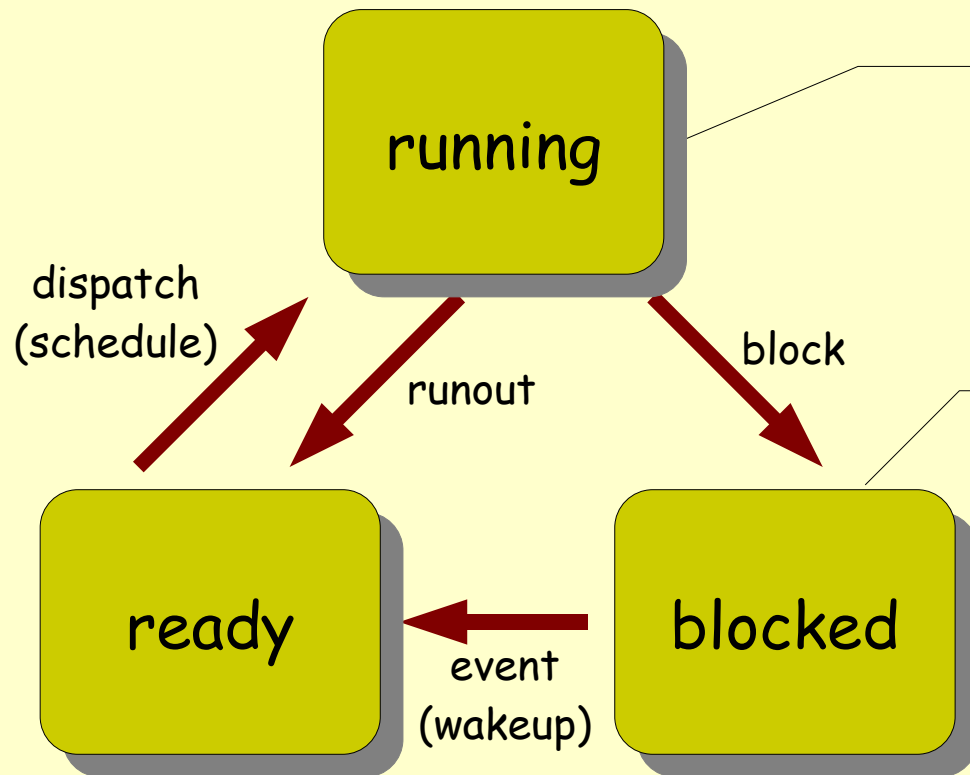 running
dispatch
(schedule)
block
runout
ready
blocked
event
(wakeup)